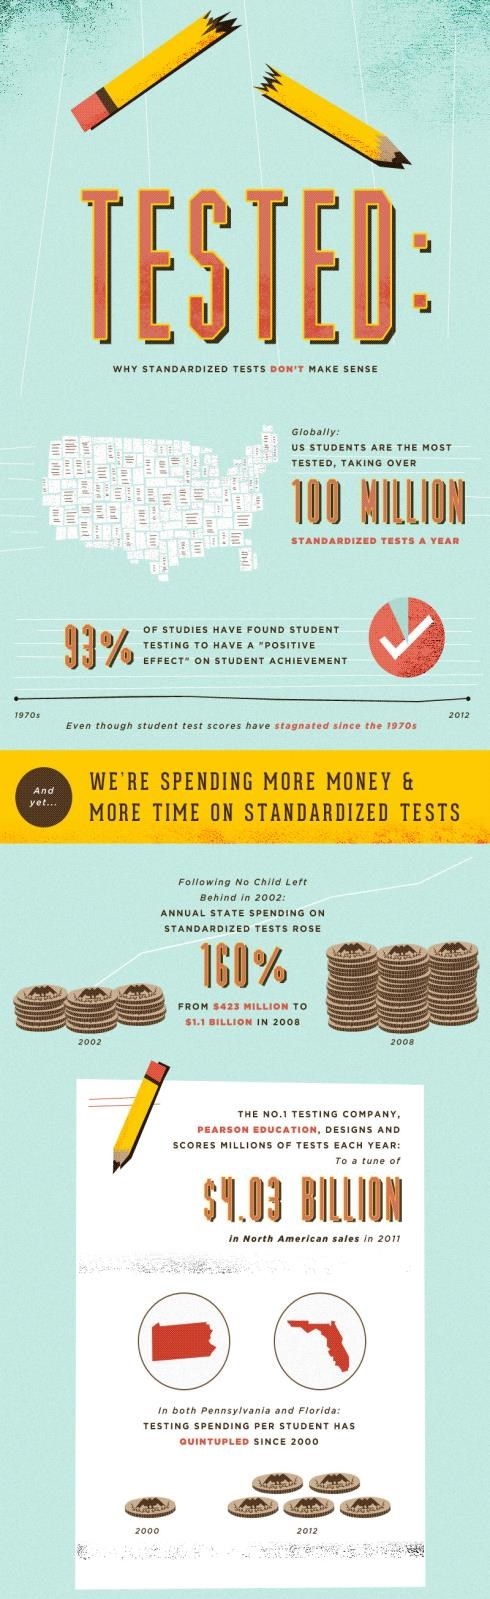 TESTED:
WHY STANDARDIZED TESTS DON'T MAKE SENSE
Globally:
US STUDENTS ARE THE MOST
TESTED, TAKING OVER
100 MILLION
STANDARDIZED TESTS A YEAR
93%
OF STUDIES HAVE FOUND STUDENT
TESTING TO HAVE A "POSITIVE
EFFECT" ON STUDENT ACHIEVEMENT
1970s
2012
Even though student test scores have stagnated since the 1970s
And
yet...
WE'RE SPENDING MORE MONEY &
MORE TIME ON STANDARDIZED TESTS
Following No Child Left
Behind in 2002:
ANNUAL STATE SPENDING ON
STANDARDIZED TESTS ROSE
160%
FROM $423 MILLION TO
$1.1 BILLION IN 2008
2002
2008
THE NO.1 TESTING COMPANY,
PEARSON EDUCATION, DESIGNS AND
SCORES MILLIONS OF TESTS EACH YEAR:
To a tune of
$4.03 BILLION
in North American sales in 2011
In both Pennsylvania and Florida:
TESTING SPENDING PER STUDENT HAS
QUINTUPLED SINCE 2000
2000
2012